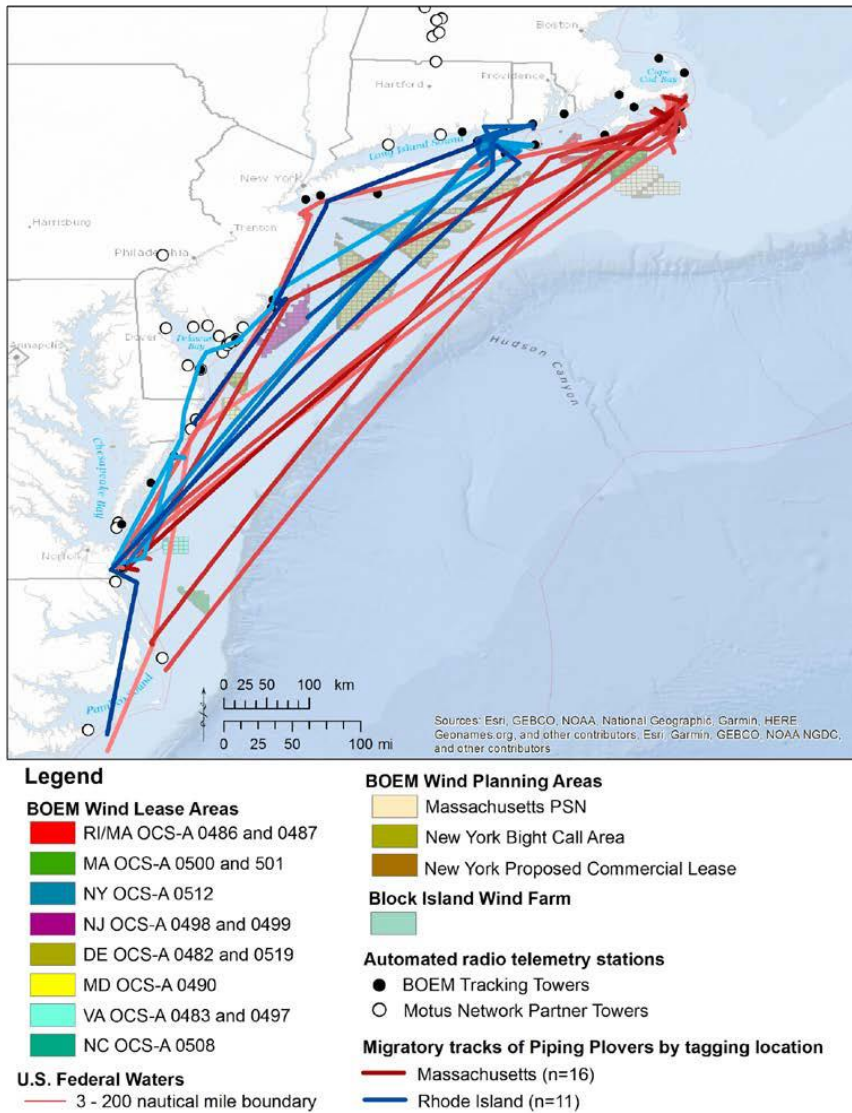 Boston
Cape
Cod Bay
Hartford
Providence
Long Island Sound
New York
Harrisburg
Trenton
Philadelphia
Dover
Delaware
Bay
Annapolis
Hudson Canyon
Chesapeake Bay
Norfolk
Pamlico Sound
0 25 50 100 km
0 25 50 100 mi
Sources: Esri, GEBCO, NOAA, National Geographic, Garmin, HERE
Geonames.org, and other contributors, Esri, Garmin, GEBCO, NOAA NGDC,
and other contributors
Legend
BOEM Wind Lease Areas
RI/MA OCS-A 0486 and 0487
MA OCS-A 0500 and 501
NY OCS-A 0512
NJ OCS-A 0498 and 0499
DE OCS-A 0482 and 0519
MD OCS-A 0490
VA OCS-A 0483 and 0497
NC OCS-A 0508
U.S. Federal Waters
3 - 200 nautical mile boundary
BOEM Wind Planning Areas
Massachusetts PSN
New York Bight Call Area
New York Proposed Commercial Lease
Block Island Wind Farm
Automated radio telemetry stations
BOEM Tracking Towers
Motus Network Partner Towers
Migratory tracks of Piping Plovers by tagging location
Massachusetts (n=16)
Rhode Island (n=11)